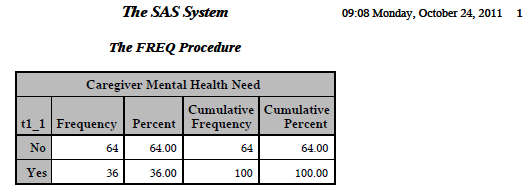 The SAS System 09:08 Monday, October 24, 2011 1
The FREQ Procedure
Caregiver Mental Health Need
t1_1 Frequency Percent Cumulative Frequency Cumulative Percent
No 64 64.00 64 64.00
Yes 36 36.00 100 100.00